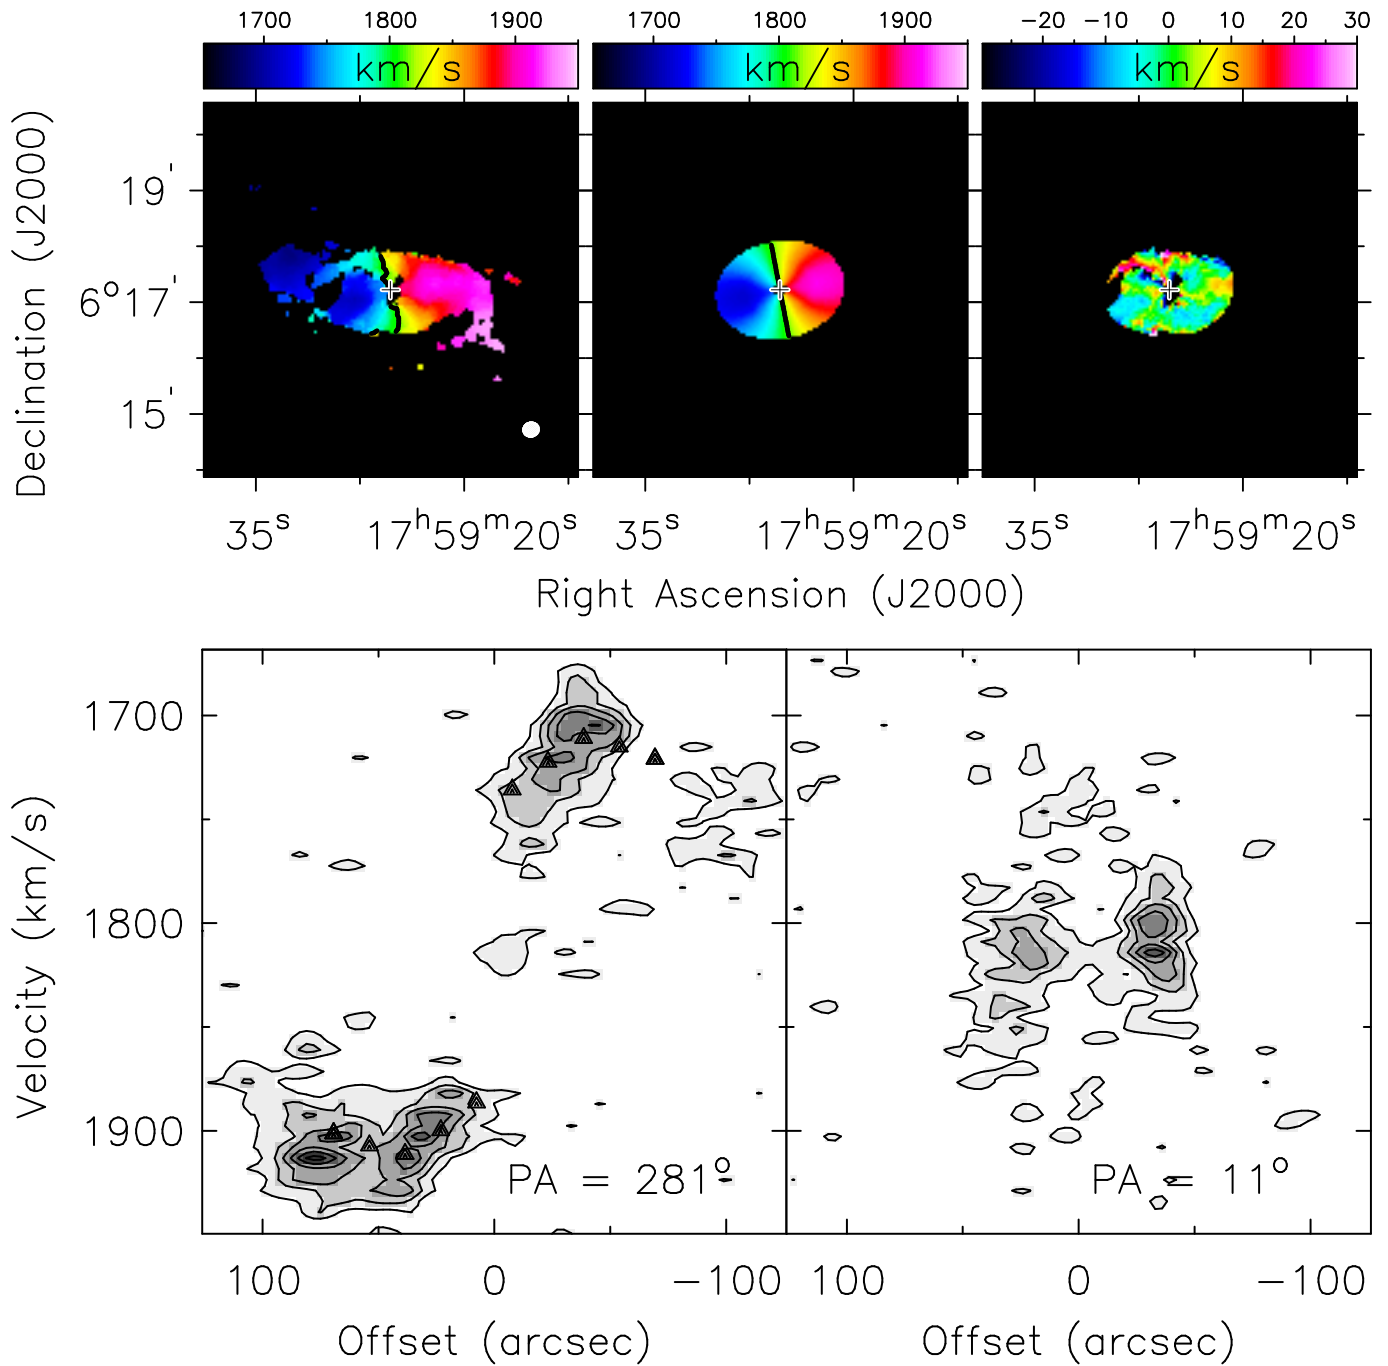 1700 1800 1900 1700 1800 1900 -20 -10 0 10 20 30
km/s km/s km/s
Declination (J2000)
19'
6°17'
15'
35s 17h59m20s 35s 17h59m20s 35s 17h59m20s
Right Ascension (J2000)
Velocity (km/s)
1700
1800
1900
PA = 281° PA = 11°
100 0 -100 100 0 -100
Offset (arcsec) Offset (arcsec)